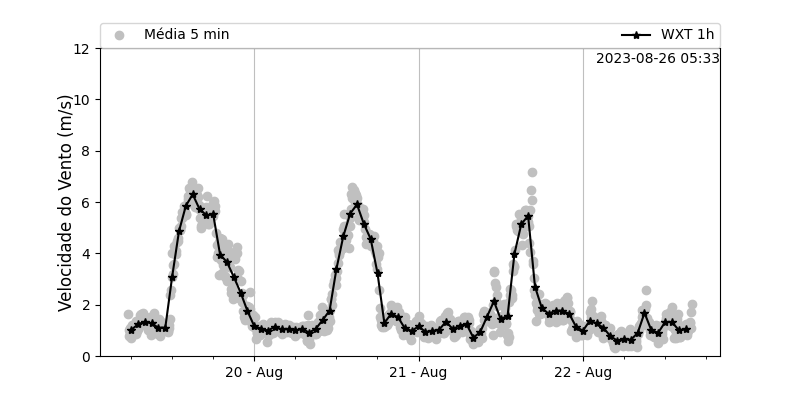 Média 5 min
WXT 1h
2023-08-26 05:33
Velocidade do Vento (m/s)
12
10
8
6
4
2
0
20 - Aug
21 - Aug
22 - Aug